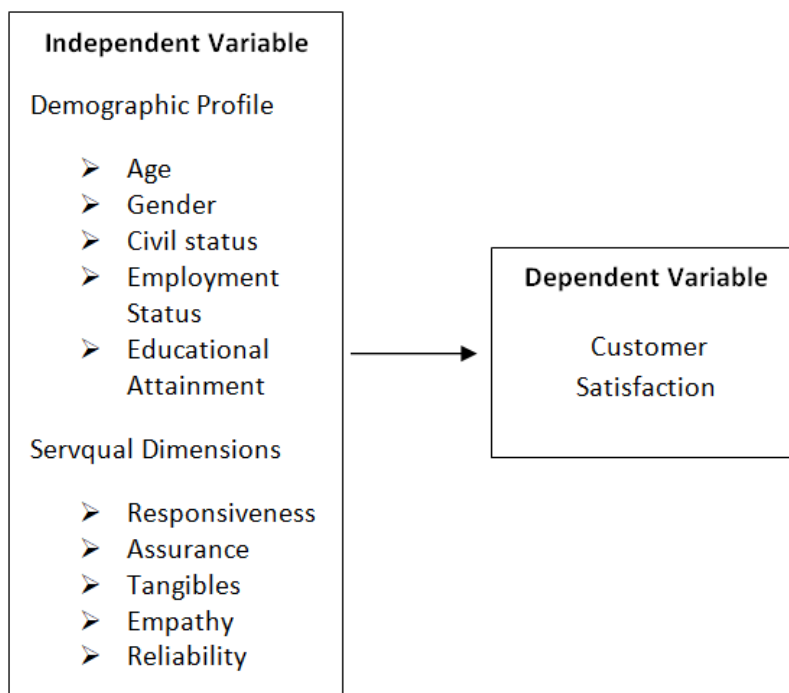 Independent Variable
Demographic Profile
➢ Age
➢ Gender
➢ Civil status
➢ Employment
Status
➢ Educational
Attainment
Servqual Dimensions
➢ Responsiveness
➢ Assurance
➢ Tangibles
➢ Empathy
➢ Reliability
Dependent Variable
Customer
Satisfaction